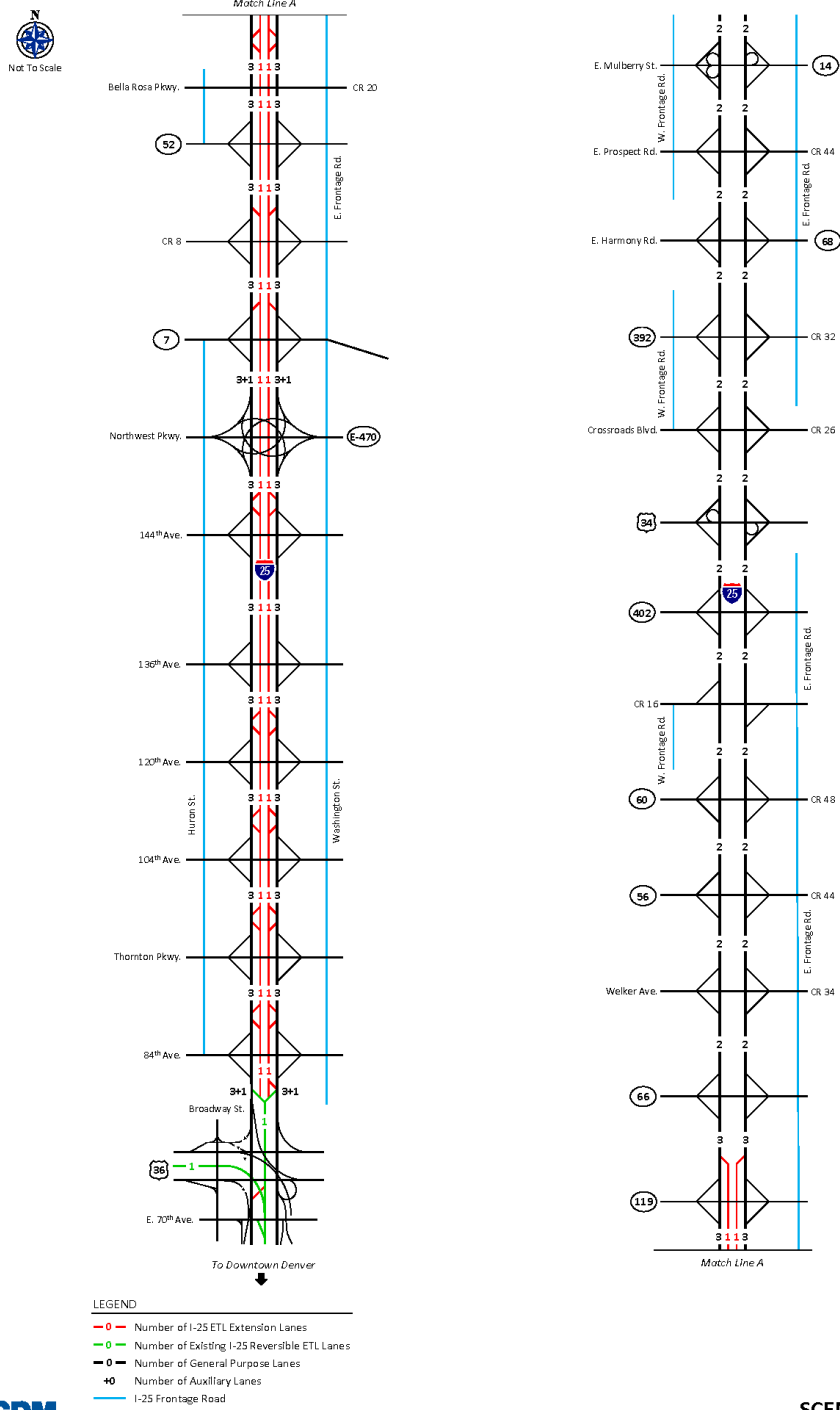 Match Line A
N
Not To Scale
3 1 1 3
Bella Rosa Pkwy.
CR 20
3 1 1 3
52
E. Frontage Rd.
3 1 1 3
CR 8
3 1 1 3
7
3+1 1 1 3+1
Northwest Pkwy.
E-470
3 1 1 3
144th Ave.
25
3 1 1 3
136th Ave.
3 1 1 3
120th Ave.
3 1 1 3
Huron St.
Washington St.
104th Ave.
3 1 1 3
Thornton Pkwy.
3 1 1 3
84th Ave.
1 1
3+1 3+1
Broadway St.
1
36
1
E. 70th Ave.
To Downtown Denver
2 2
E. Mulberry St.
14
W. Frontage Rd.
2 2
E. Prospect Rd.
CR 44
E. Frontage Rd.
2 2
E. Harmony Rd.
68
2 2
392
CR 32
W. Frontage Rd.
2 2
Crossroads Blvd.
CR 26
2 2
34
2 2
25
402
E. Frontage Rd.
2 2
CR 16
W. Frontage Rd.
2 2
60
CR 48
2 2
56
CR 44
E. Frontage Rd.
2 2
Welker Ave.
CR 34
2 2
66
3 3
119
3 1 1 3
Match Line A
LEGEND
0 Number of I-25 ETL Extension Lanes
0 Number of Existing I-25 Reversible ETL Lanes
0 Number of General Purpose Lanes
+0 Number of Auxiliary Lanes
I-25 Frontage Road